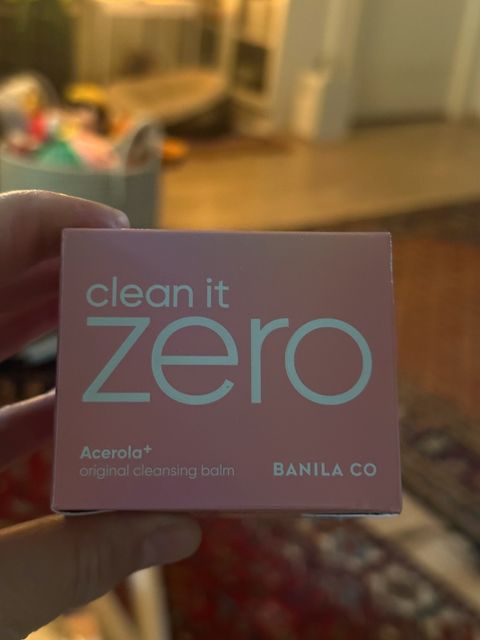 clean it
zero
Acerola⁺
original cleansing balm
BANILA CO